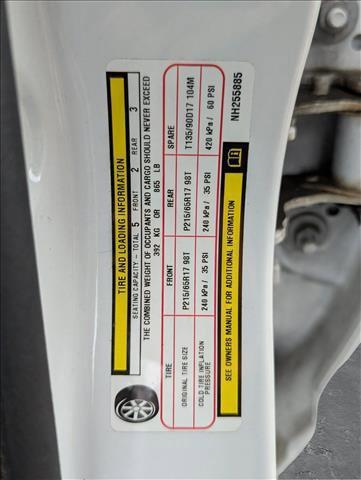 TIRE AND LOADING INFORMATION
SEATING CAPACITY - TOTAL 5 FRONT 2 REAR 3
THE COMBINED WEIGHT OF OCCUPANTS AND CARGO SHOULD NEVER EXCEED
392 KG OR 865 LB
TIRE FRONT REAR SPARE
ORIGINAL TIRE SIZE P215/65R17 98T P215/65R17 98T T135/90D17 104M
COLD TIRE INFLATION PRESSURE 240 kPa / 35 PSI 240 kPa / 35 PSI 420 kPa / 60 PSI
SEE OWNERS MANUAL FOR ADDITIONAL INFORMATION
NH255885